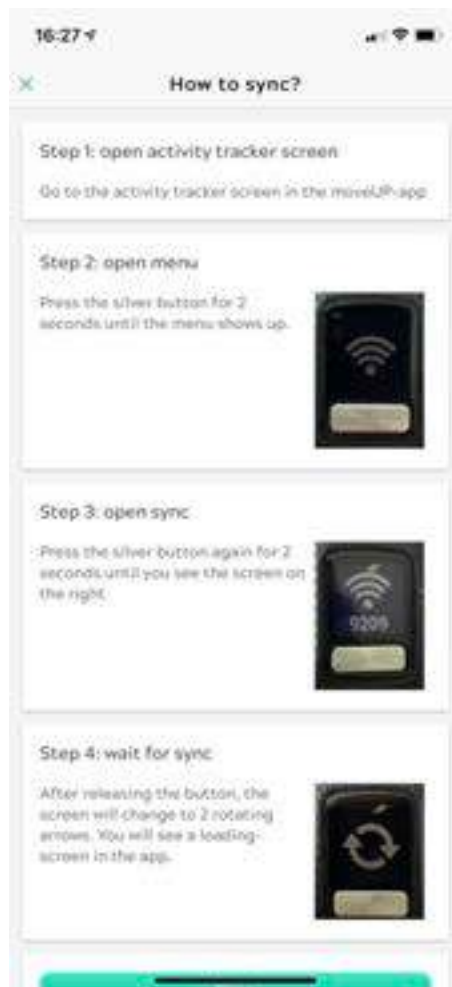 16:27
How to sync?
Step 1: open activity tracker screen
Go to the activity tracker screen in the moveUP-app
Step 2: open menu
Press the silver button for 2
seconds until the menu shows up.
Step 3: open sync
Press the silver button again for 2
seconds until you see the screen on
the right
9209
Step 4: wait for sync
After releasing the button, the
screen will change to 2 rotating
arrows. You will see a loading-
screen in the app.